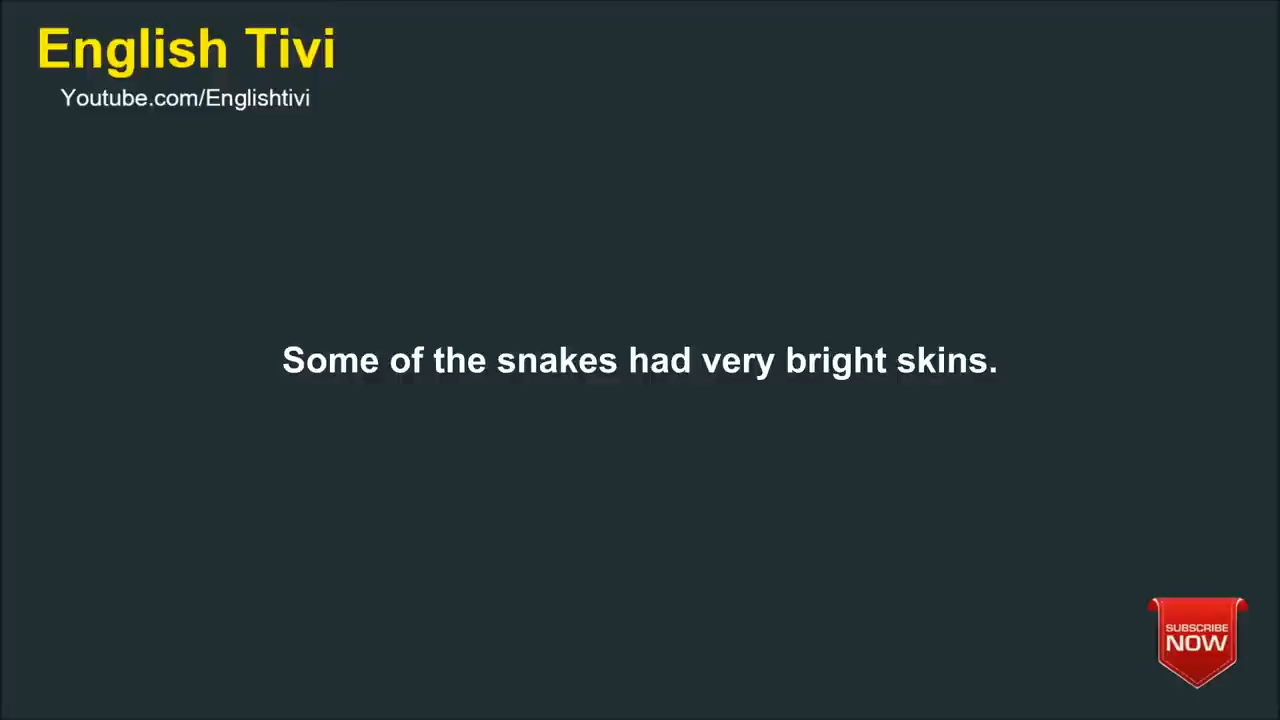 English Tivi
Youtube.com/Englishtivi
Some of the snakes had very bright skins.
SUBSCRIBE
NOW